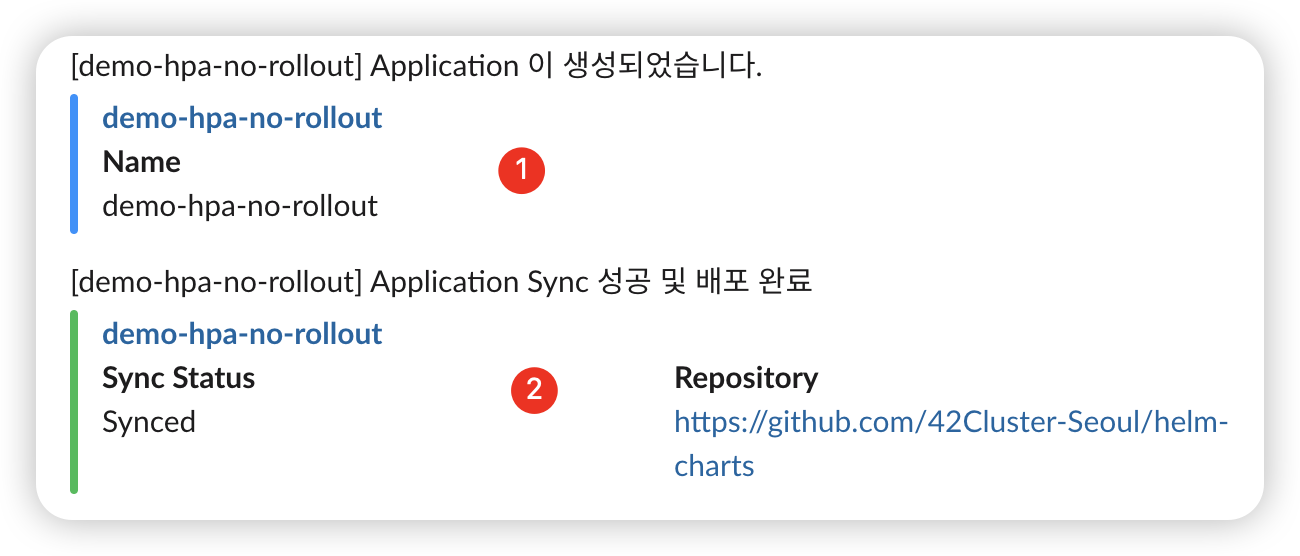 [demo-hpa-no-rollout] Application 이 생성되었습니다.
demo-hpa-no-rollout
Name
1
demo-hpa-no-rollout
[demo-hpa-no-rollout] Application Sync 성공 및 배포 완료
demo-hpa-no-rollout
Sync Status
2
Repository
Synced
https://github.com/42Cluster-Seoul/helm-
charts